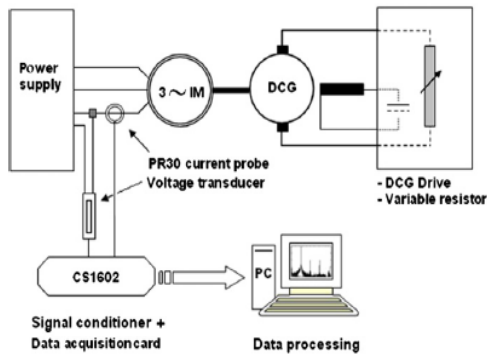 Power
supply
3 ~ IM
DCG
PR30 current probe
Voltage transducer
- DCG Drive
- Variable resistor
CS1602
PC
Signal conditioner +
Data acquisitioncard
Data processing